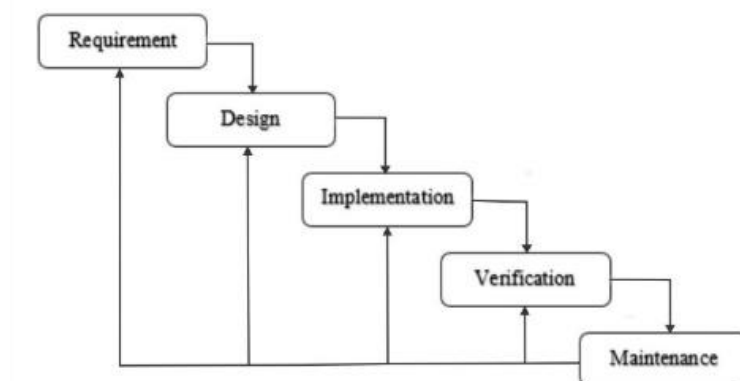 Requirement
Design
Implementation
Verification
Maintenance